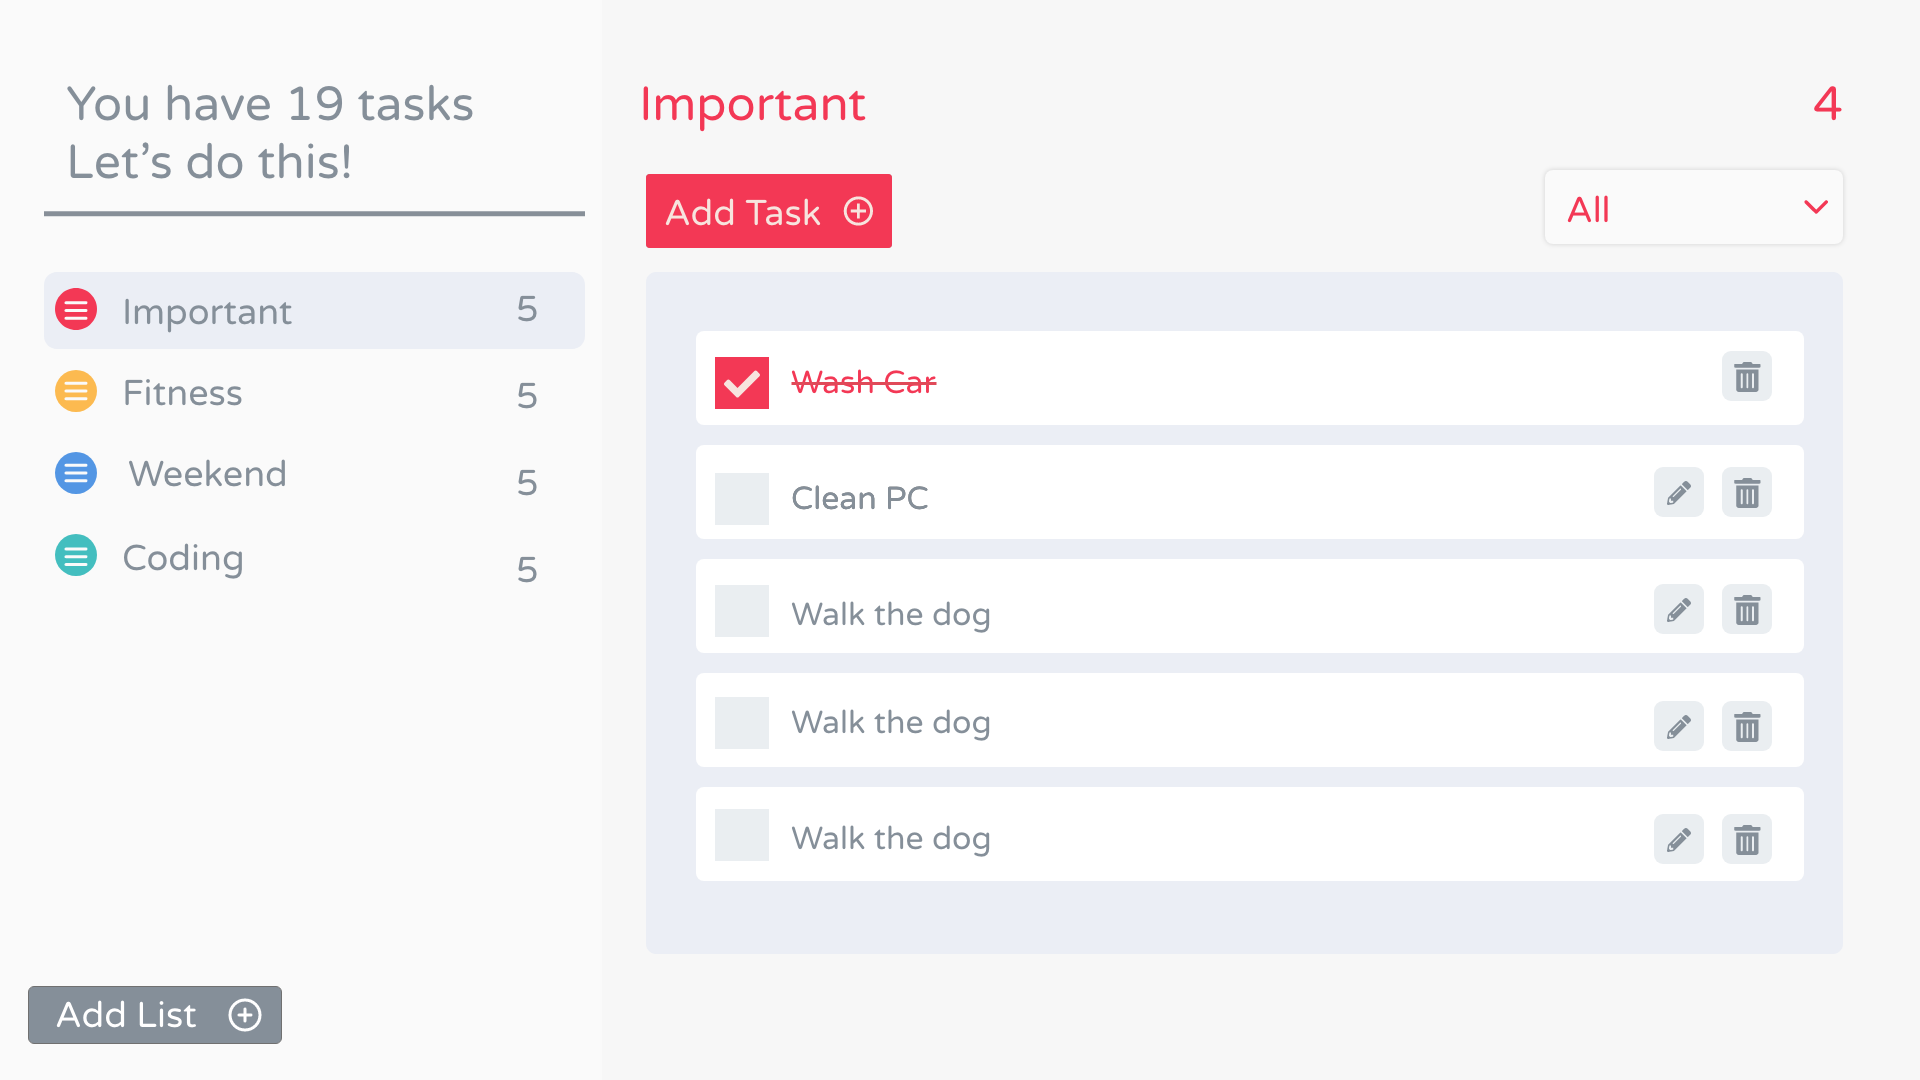 You have 19 tasks
Let’s do this!
Important 5
Fitness 5
Weekend 5
Coding 5
Add List
Important 4
Add Task
All
Wash Car
Clean PC
Walk the dog
Walk the dog
Walk the dog